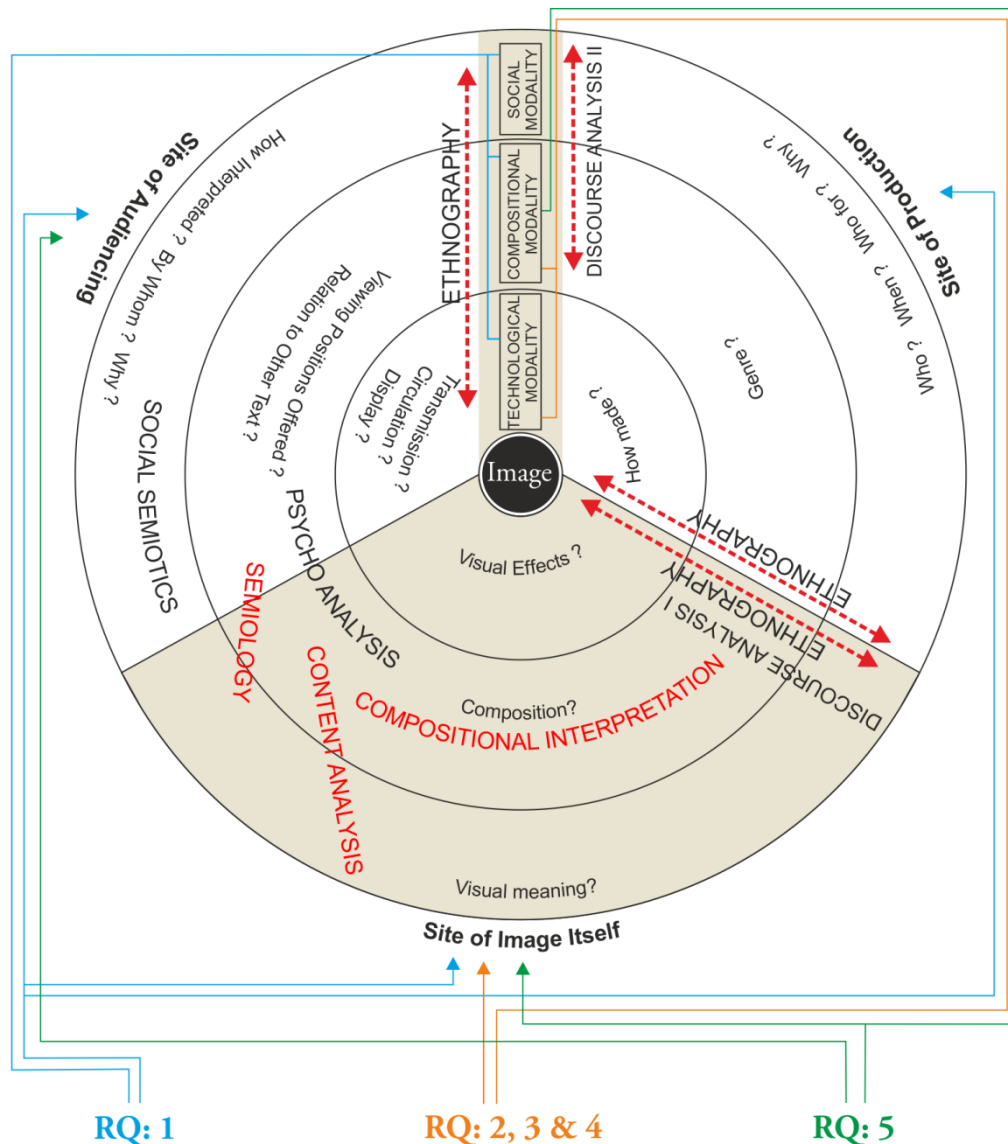 SOCIAL
MODALITY
COMPOSITIONAL
MODALITY
TECHNOLOGICAL
MODALITY
ETHNOGRAPHY
DISCOURSE ANALYSIS II
Site of Audiencing
How Interpreted ? By Whom ? Why ?
Viewing Positions Offered ?
Relation to Other Text ?
Transmission ?
Circulation ?
Display ?
SOCIAL SEMIOTICS
Site of Production
Who ? When ? Who for ? Why ?
Genre ?
How made ?
Image
ETHNOGRAPHY
ETHNOGRAPHY
DISCOURSE ANALYSIS I
Visual Effects ?
PSYCHO ANALYSIS
SEMIOLOGY
CONTENT ANALYSIS
Composition?
COMPOSITIONAL INTERPRETATION
Visual meaning?
Site of Image Itself
RQ: 1
RQ: 2, 3 & 4
RQ: 5